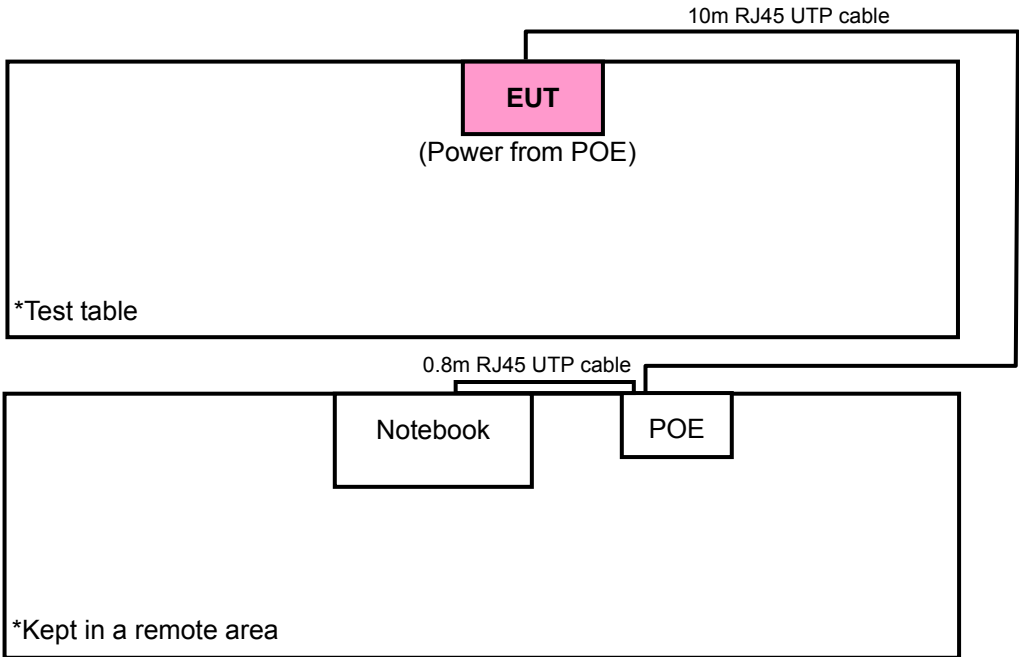 10m RJ45 UTP cable
EUT
(Power from POE)
*Test table
0.8m RJ45 UTP cable
Notebook
POE
*Kept in a remote area